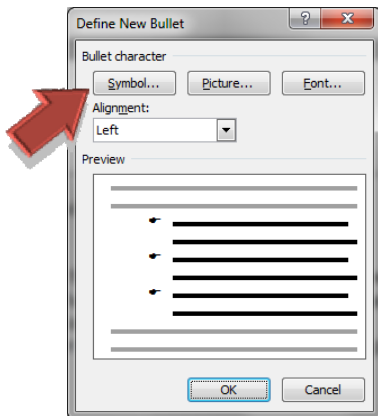 Define New Bullet
Bullet character
Symbol... Picture... Font...
Alignment:
Left
Preview
OK Cancel